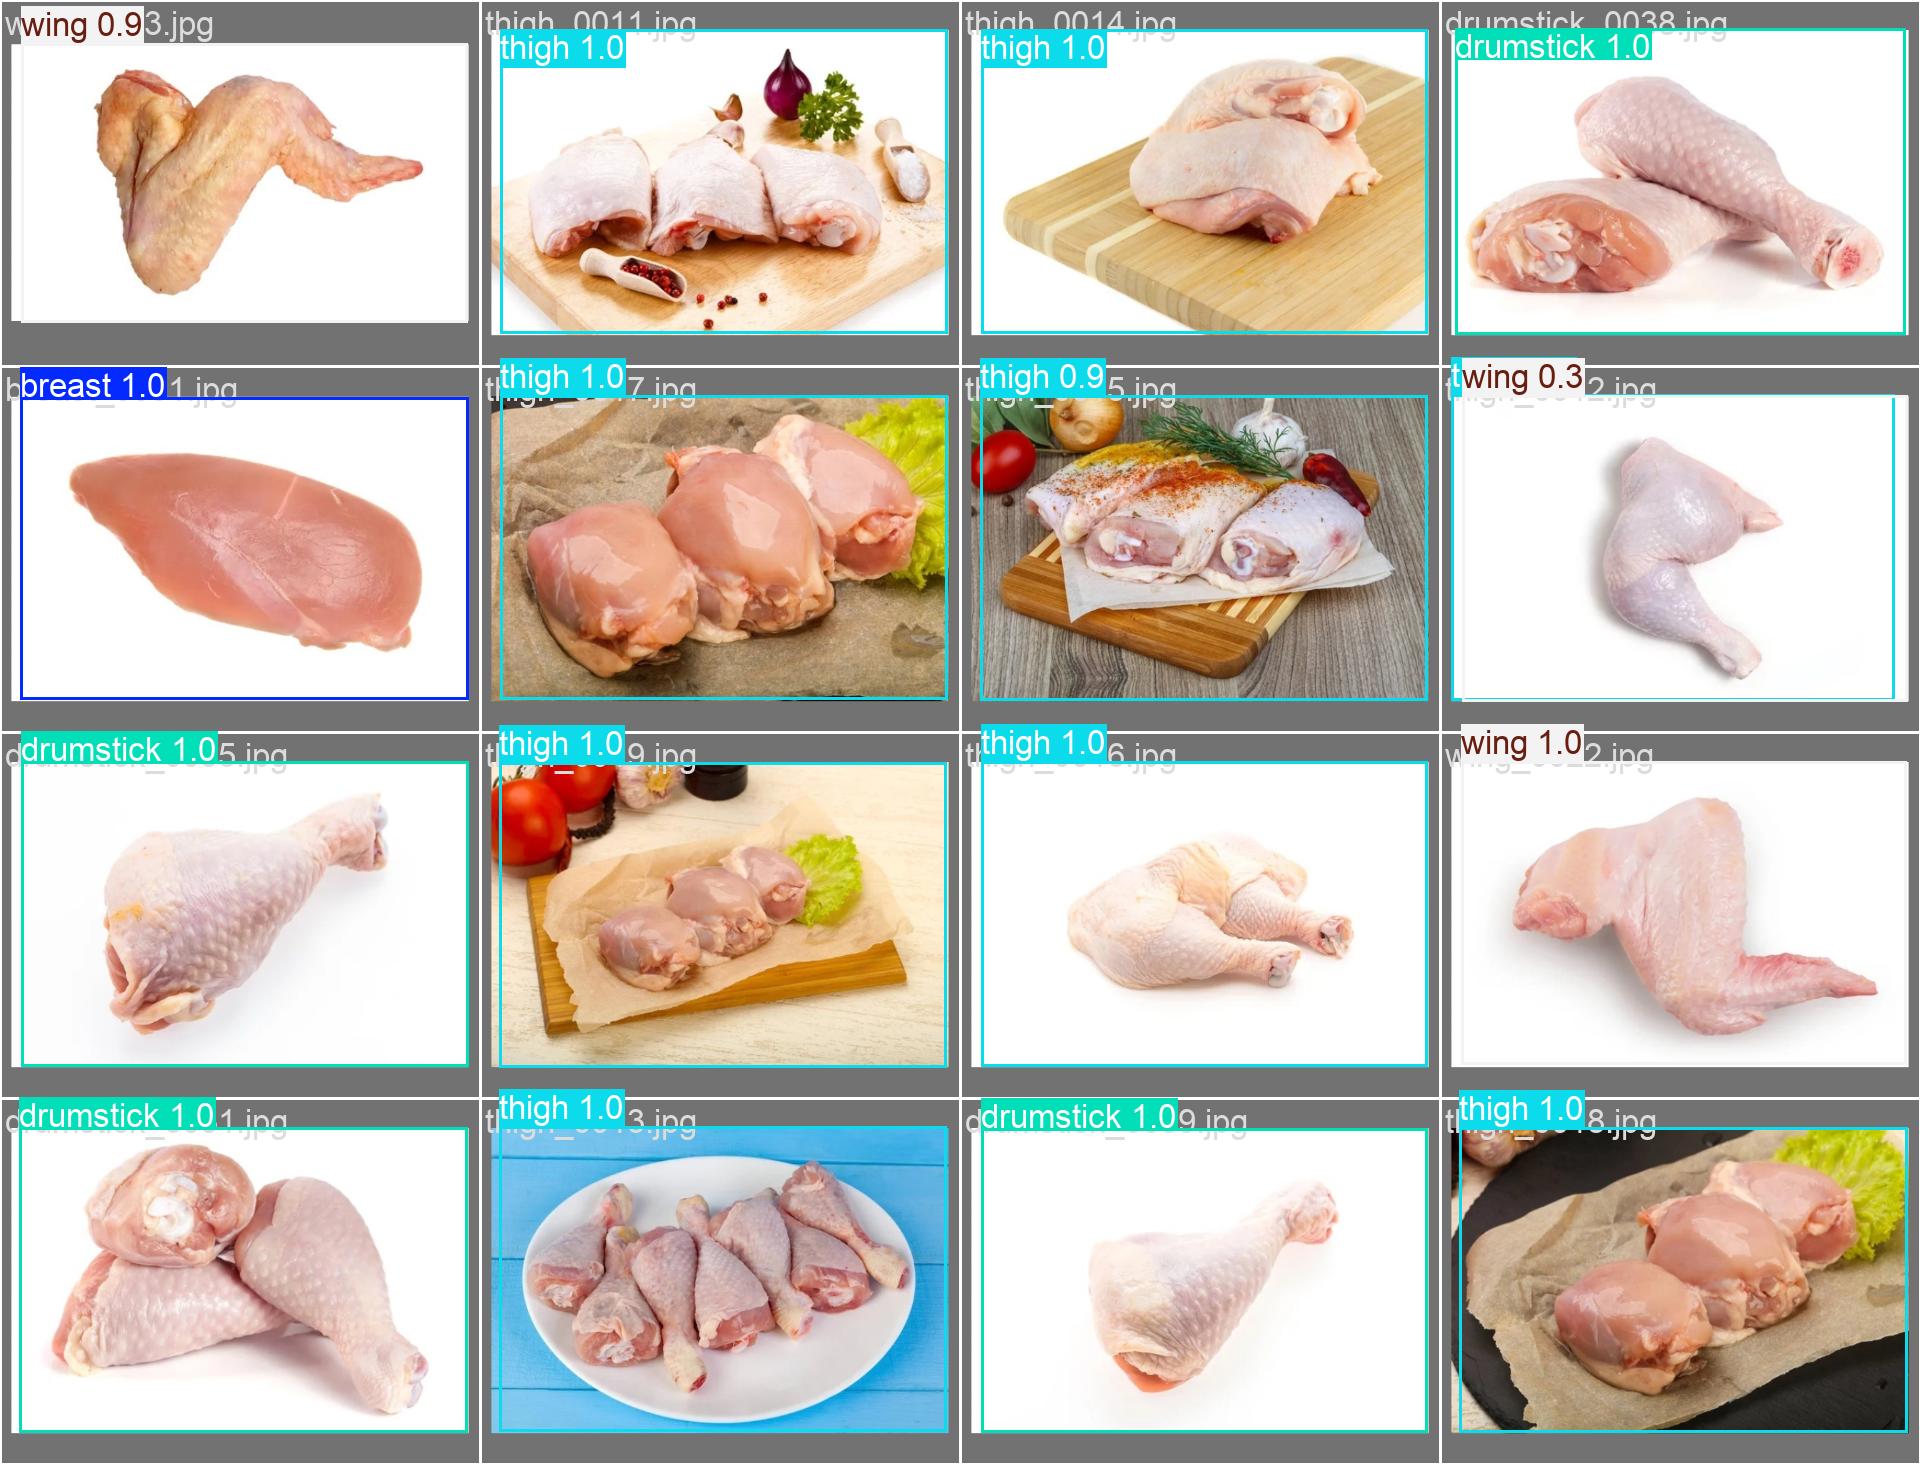 wing 0.9 3.jpg
thigh_0011.jpg
thigh 1.0
thigh_0014.jpg
thigh 1.0
drumstick_0038.jpg
drumstick 1.0
breast 1.0 1.jpg
thigh 1.0 7.jpg
thigh 0.9 5.jpg
wing 0.3 2.jpg
drumstick 1.0 5.jpg
thigh 1.0 9.jpg
thigh 1.0 6.jpg
wing 1.0 2.jpg
drumstick 1.0 1.jpg
thigh 1.0 3.jpg
drumstick 1.0 9.jpg
thigh 1.0 8.jpg